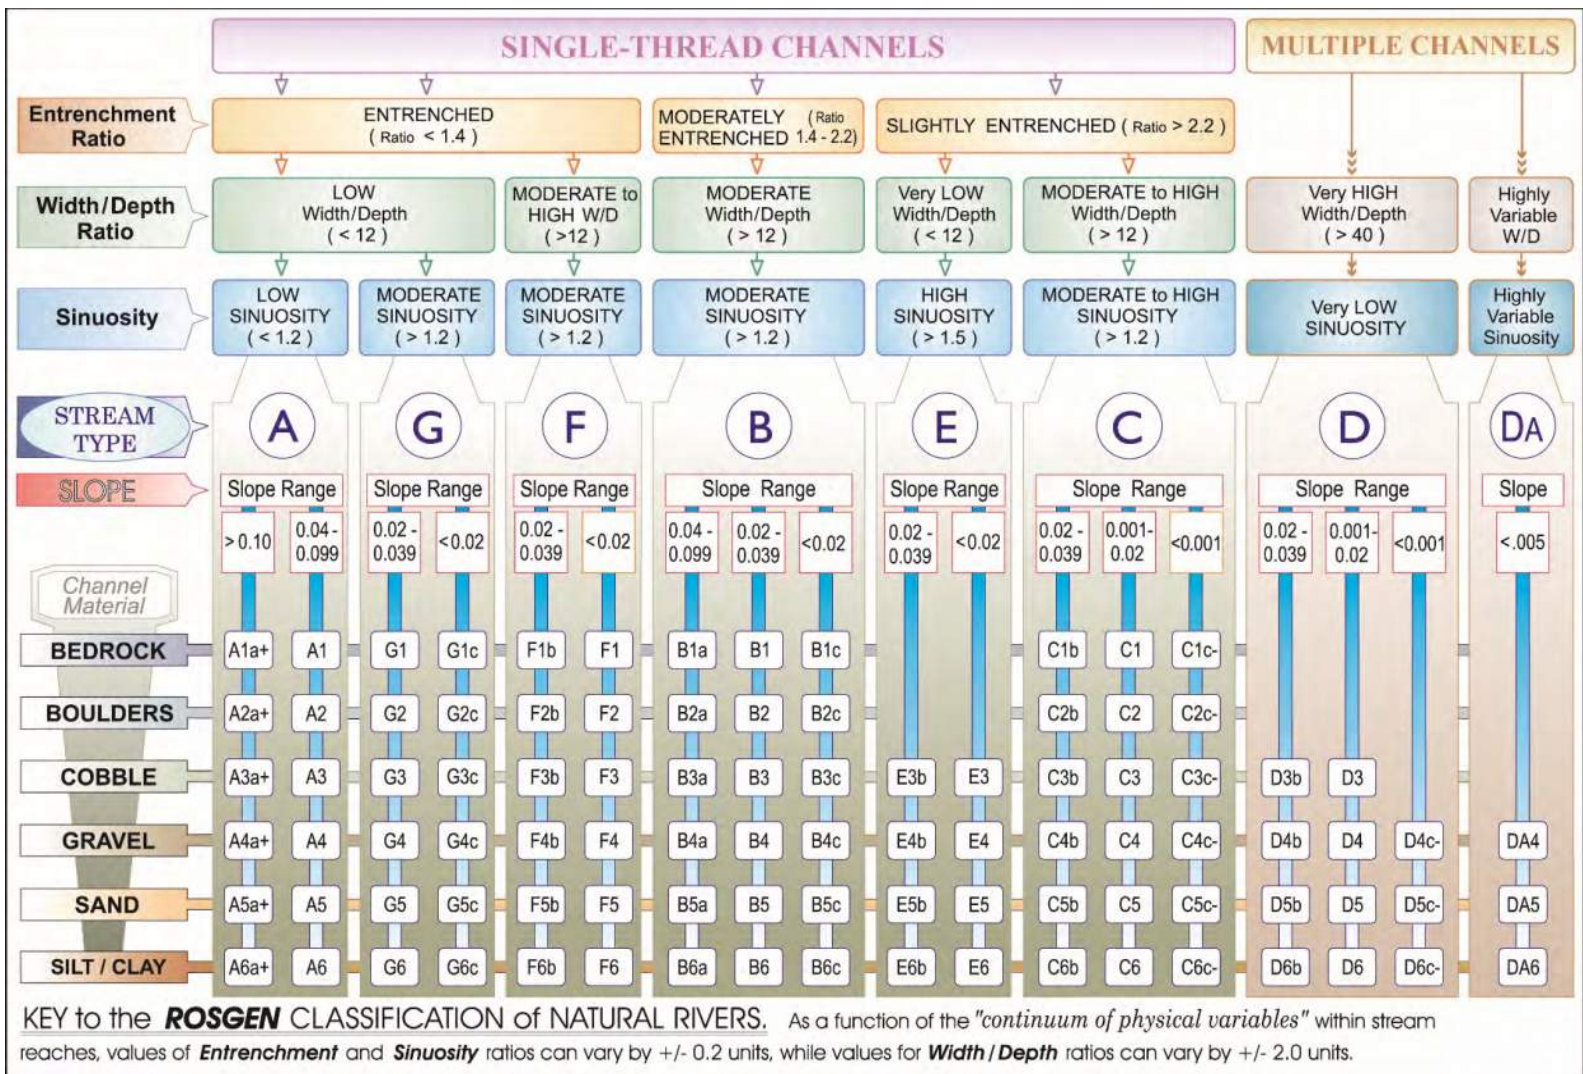 SINGLE-THREAD CHANNELS
MULTIPLE CHANNELS
Entrenchment
Ratio
ENTRENCHED
( Ratio < 1.4 )
MODERATELY ( Ratio
ENTRENCHED 1.4 - 2.2)
SLIGHTLY ENTRENCHED ( Ratio > 2.2 )
Width/Depth
Ratio
LOW
Width/Depth
( < 12 )
MODERATE to
HIGH W/D
( >12 )
MODERATE
Width/Depth
( > 12 )
Very LOW
Width/Depth
( < 12 )
MODERATE to HIGH
Width/Depth
( > 12 )
Very HIGH
Width/Depth
( > 40 )
Highly
Variable
W/D
Sinuosity
LOW
SINUOSITY
( < 1.2 )
MODERATE
SINUOSITY
( > 1.2 )
MODERATE
SINUOSITY
( > 1.2 )
MODERATE
SINUOSITY
( > 1.2 )
HIGH
SINUOSITY
( > 1.5 )
MODERATE to HIGH
SINUOSITY
( > 1.2 )
Very LOW
SINUOSITY
Highly
Variable
Sinuosity
STREAM
TYPE
A G F B E C D DA
SLOPE
Slope Range Slope Range Slope Range Slope Range Slope Range Slope Range Slope Range Slope
> 0.10
0.04 -
0.099
0.02 -
0.039
<0.02
0.02 -
0.039
<0.02
0.04 -
0.099
0.02 -
0.039
<0.02
0.02 -
0.039
<0.02
0.02 -
0.039
0.001-
0.02
<0.001
0.02 -
0.039
0.001-
0.02
<0.001
<.005
Channel
Material
BEDROCK A1a+ A1 G1 G1c F1b F1 B1a B1 B1c C1b C1 C1c-
BOULDERS A2a+ A2 G2 G2c F2b F2 B2a B2 B2c C2b C2 C2c-
COBBLE A3a+ A3 G3 G3c F3b F3 B3a B3 B3c E3b E3 C3b C3 C3c- D3b D3
GRAVEL A4a+ A4 G4 G4c F4b F4 B4a B4 B4c E4b E4 C4b C4 C4c- D4b D4 D4c- DA4
SAND A5a+ A5 G5 G5c F5b F5 B5a B5 B5c E5b E5 C5b C5 C5c- D5b D5 D5c- DA5
SILT / CLAY A6a+ A6 G6 G6c F6b F6 B6a B6 B6c E6b E6 C6b C6 C6c- D6b D6 D6c- DA6
KEY to the ROSGEN CLASSIFICATION of NATURAL RIVERS. As a function of the "continuum of physical variables" within stream
reaches, values of Entrenchment and Sinuosity ratios can vary by +/- 0.2 units, while values for Width / Depth ratios can vary by +/- 2.0 units.